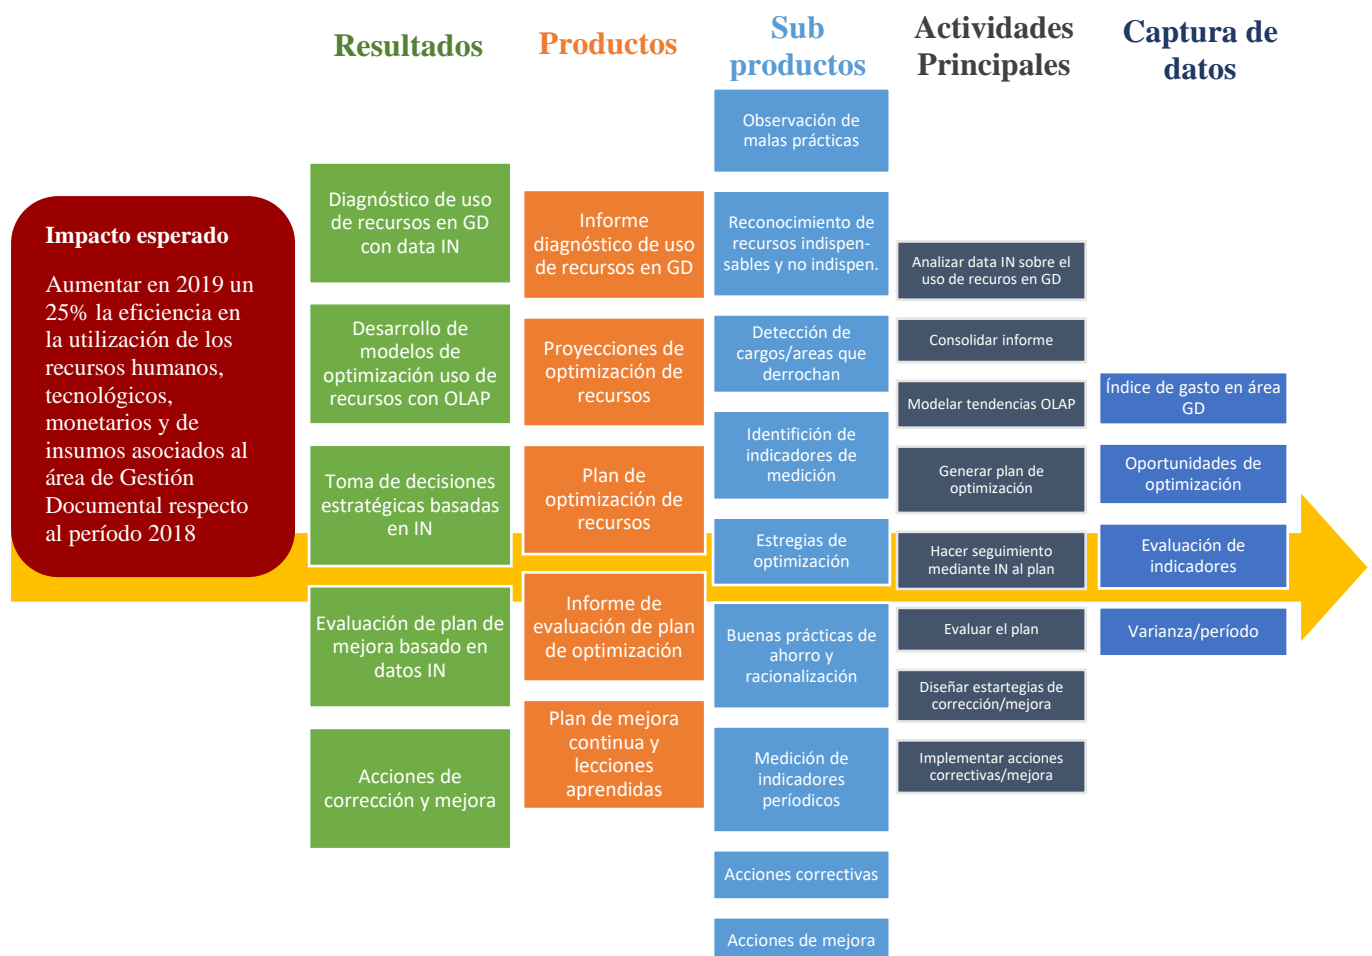 Resultados
Productos
Sub
productos
Actividades
Principales
Captura de
datos
Impacto esperado
Aumentar en 2019 un
25% la eficiencia en
la utilización de los
recursos humanos,
tecnológicos,
monetarios y de
insumos asociados al
área de Gestión
Documental respecto
al período 2018
Diagnóstico de uso
de recursos en GD
con data IN
Desarrollo de
modelos de
optimización uso de
recursos con OLAP
Toma de decisiones
estratégicas basadas
en IN
Evaluación de plan de
mejora basado en
datos IN
Acciones de
corrección y mejora
Informe
diagnóstico de uso
de recursos en GD
Proyecciones de
optimización de
recursos
Plan de
optimización de
recursos
Informe de
evaluación de plan
de optimización
Plan de mejora
continua y
lecciones
aprendidas
Observación de
malas prácticas
Reconocimiento de
recursos indispen-
sables y no indispen.
Detección de
cargos/areas que
derrochan
Identifición de
indicadores de
medición
Estregias de
optimización
Buenas prácticas de
ahorro y
racionalización
Medición de
indicadores
períodicos
Acciones correctivas
Acciones de mejora
Analizar data IN sobre el
uso de recuros en GD
Consolidar informe
Modelar tendencias OLAP
Generar plan de
optimización
Hacer seguimiento
mediante IN al plan
Evaluar el plan
Diseñar estartegias de
corrección/mejora
Implementar acciones
correctivas/mejora
Índice de gasto en área
GD
Oportunidades de
optimización
Evaluación de
indicadores
Varianza/período